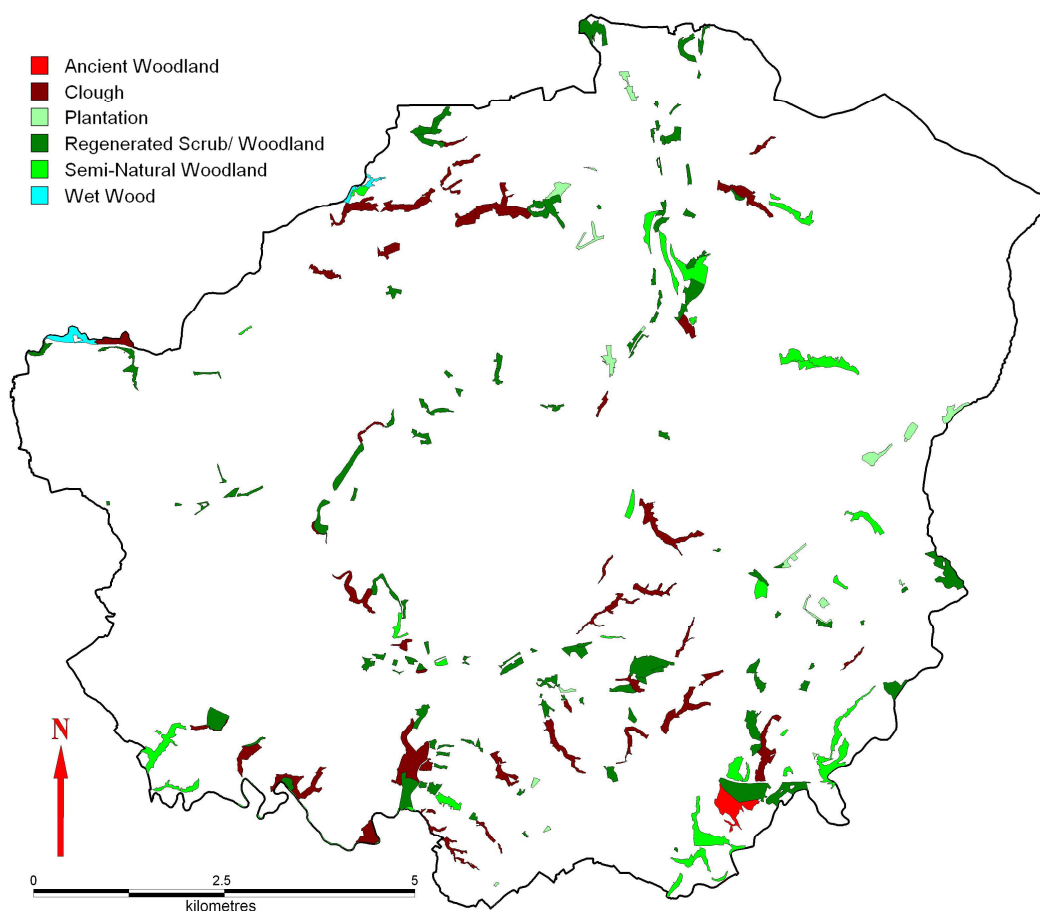 Ancient Woodland
Clough
Plantation
Regenerated Scrub/ Woodland
Semi-Natural Woodland
Wet Wood
N
0 2.5 5
kilometres